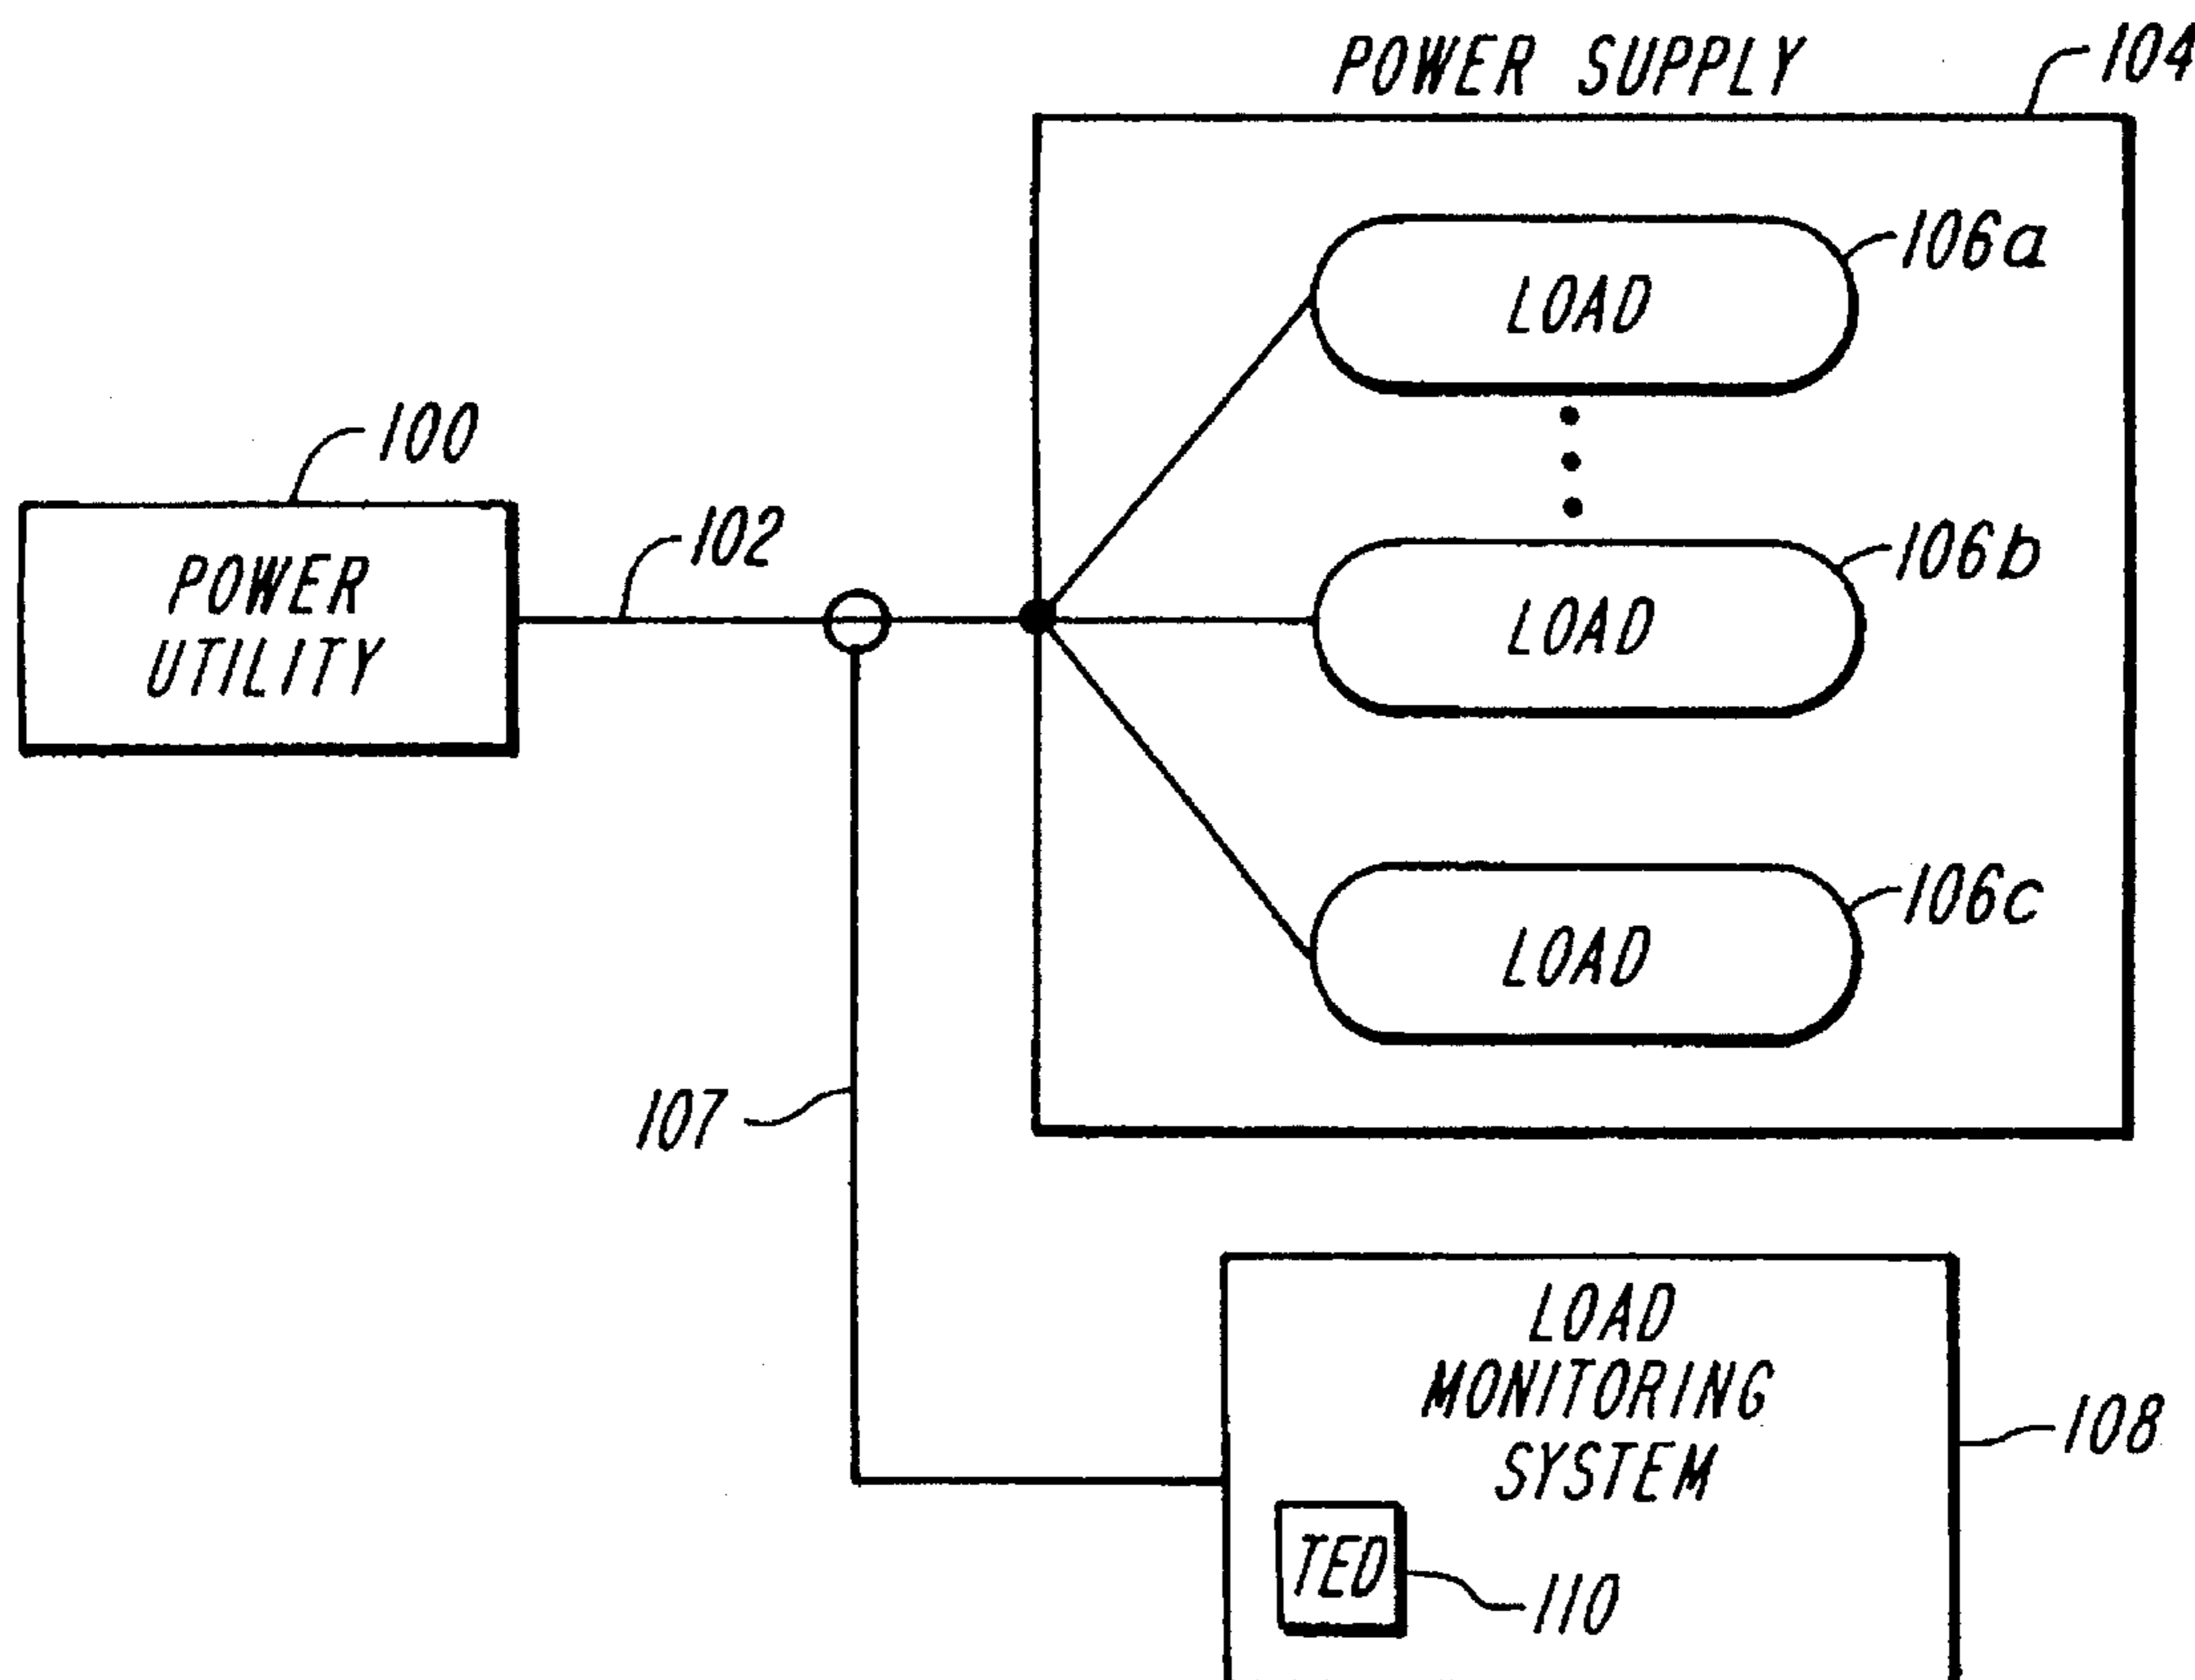 POWER SUPPLY
104
106a
LOAD
100
102
106b
POWER
UTILITY
LOAD
106c
LOAD
107
LOAD
MONITORING
SYSTEM
108
TED
110